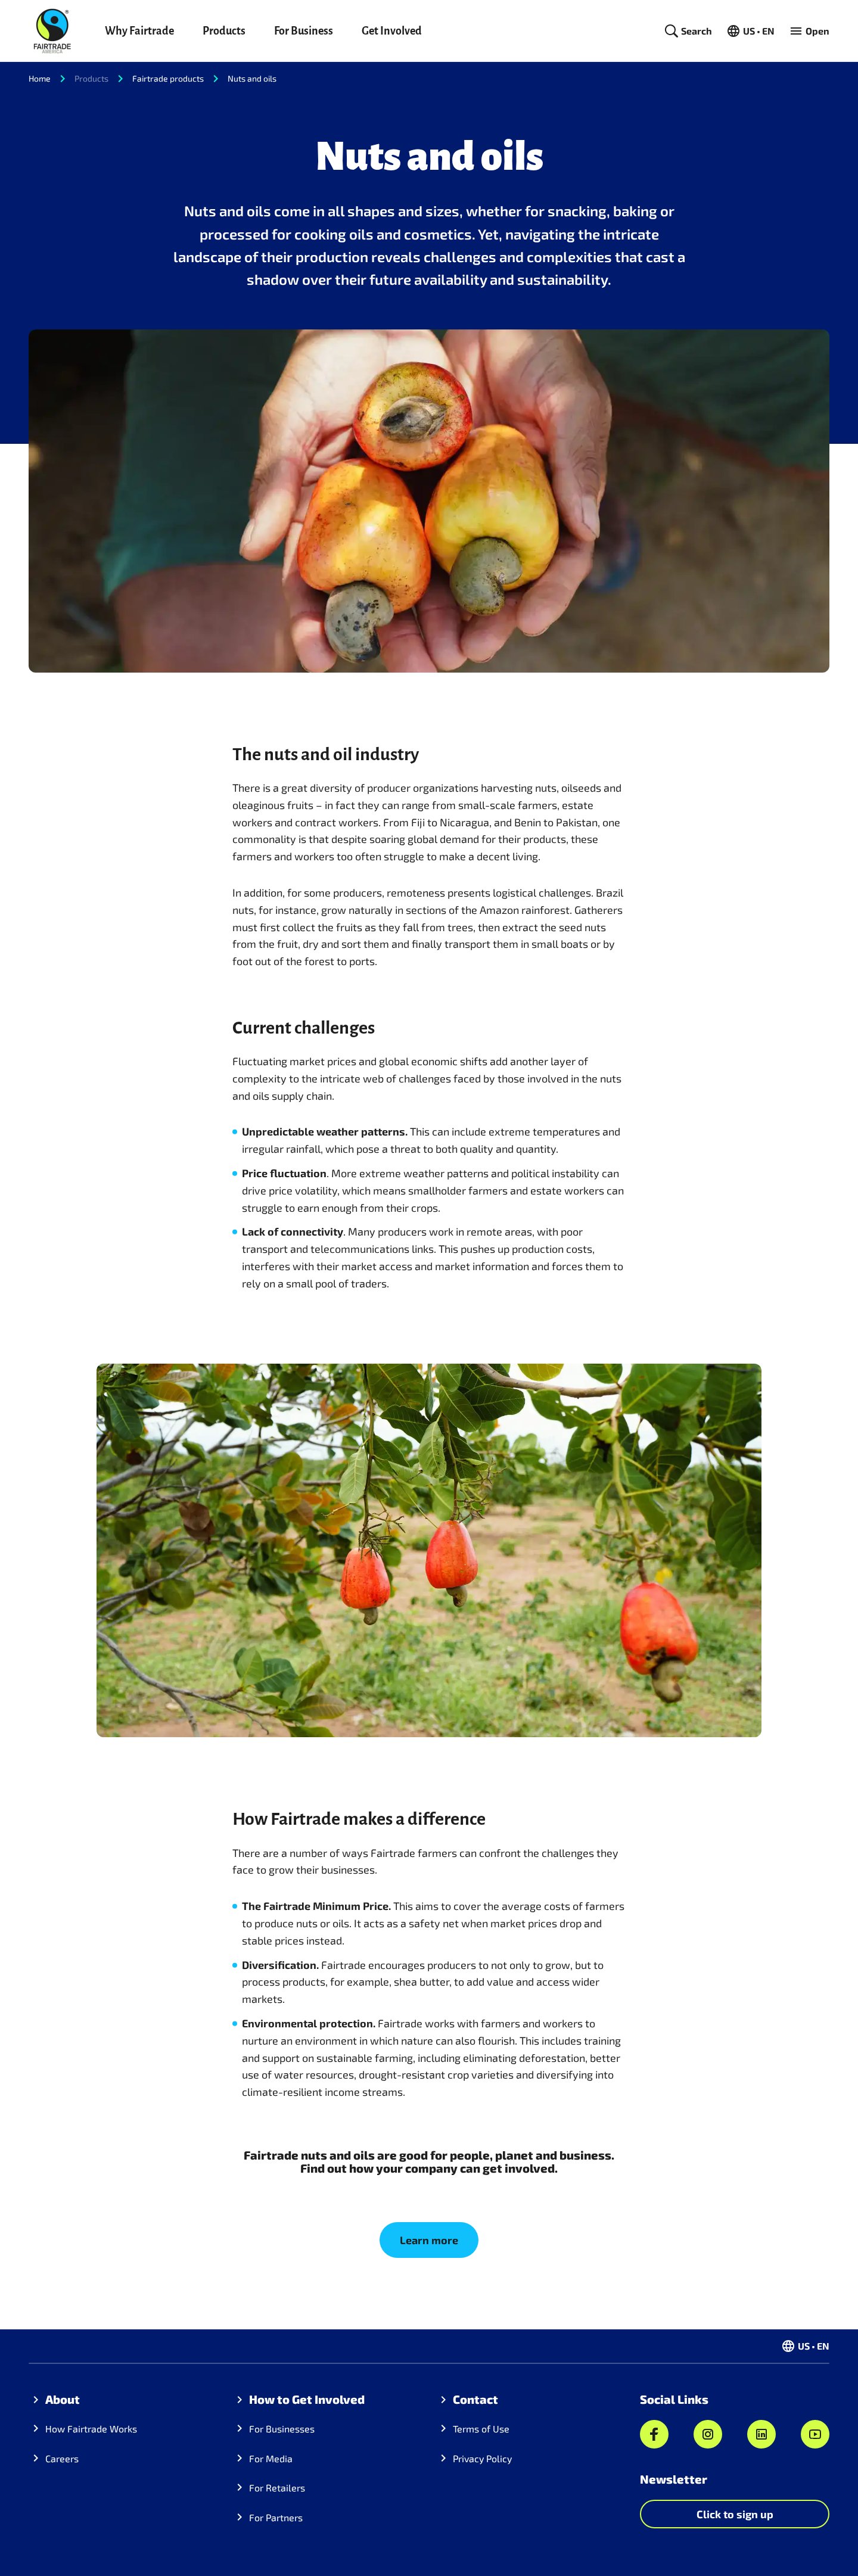 FAIRTRADE
AMERICA
Why Fairtrade
Products
For Business
Get Involved
Search
US • EN
Open
Home
Products
Fairtrade products
Nuts and oils
Nuts and oils
Nuts and oils come in all shapes and sizes, whether for snacking, baking or
processed for cooking oils and cosmetics. Yet, navigating the intricate
landscape of their production reveals challenges and complexities that cast a
shadow over their future availability and sustainability.
The nuts and oil industry
There is a great diversity of producer organizations harvesting nuts, oilseeds and
oleaginous fruits – in fact they can range from small-scale farmers, estate
workers and contract workers. From Fiji to Nicaragua, and Benin to Pakistan, one
commonality is that despite soaring global demand for their products, these
farmers and workers too often struggle to make a decent living.
In addition, for some producers, remoteness presents logistical challenges. Brazil
nuts, for instance, grow naturally in sections of the Amazon rainforest. Gatherers
must first collect the fruits as they fall from trees, then extract the seed nuts
from the fruit, dry and sort them and finally transport them in small boats or by
foot out of the forest to ports.
Current challenges
Fluctuating market prices and global economic shifts add another layer of
complexity to the intricate web of challenges faced by those involved in the nuts
and oils supply chain.
Unpredictable weather patterns. This can include extreme temperatures and
irregular rainfall, which pose a threat to both quality and quantity.
Price fluctuation. More extreme weather patterns and political instability can
drive price volatility, which means smallholder farmers and estate workers can
struggle to earn enough from their crops.
Lack of connectivity. Many producers work in remote areas, with poor
transport and telecommunications links. This pushes up production costs,
interferes with their market access and market information and forces them to
rely on a small pool of traders.
How Fairtrade makes a difference
There are a number of ways Fairtrade farmers can confront the challenges they
face to grow their businesses.
The Fairtrade Minimum Price. This aims to cover the average costs of farmers
to produce nuts or oils. It acts as a safety net when market prices drop and
stable prices instead.
Diversification. Fairtrade encourages producers to not only to grow, but to
process products, for example, shea butter, to add value and access wider
markets.
Environmental protection. Fairtrade works with farmers and workers to
nurture an environment in which nature can also flourish. This includes training
and support on sustainable farming, including eliminating deforestation, better
use of water resources, drought-resistant crop varieties and diversifying into
climate-resilient income streams.
Fairtrade nuts and oils are good for people, planet and business.
Find out how your company can get involved.
Learn more
US • EN
About
How Fairtrade Works
Careers
How to Get Involved
For Businesses
For Media
For Retailers
For Partners
Contact
Terms of Use
Privacy Policy
Social Links
Newsletter
Click to sign up